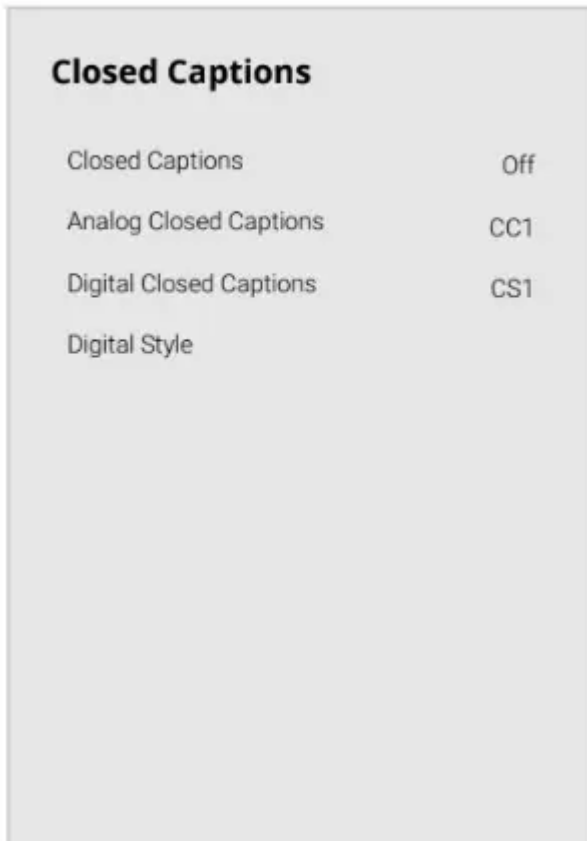 Closed Captions
Closed Captions Off
Analog Closed Captions CC1
Digital Closed Captions CS1
Digital Style